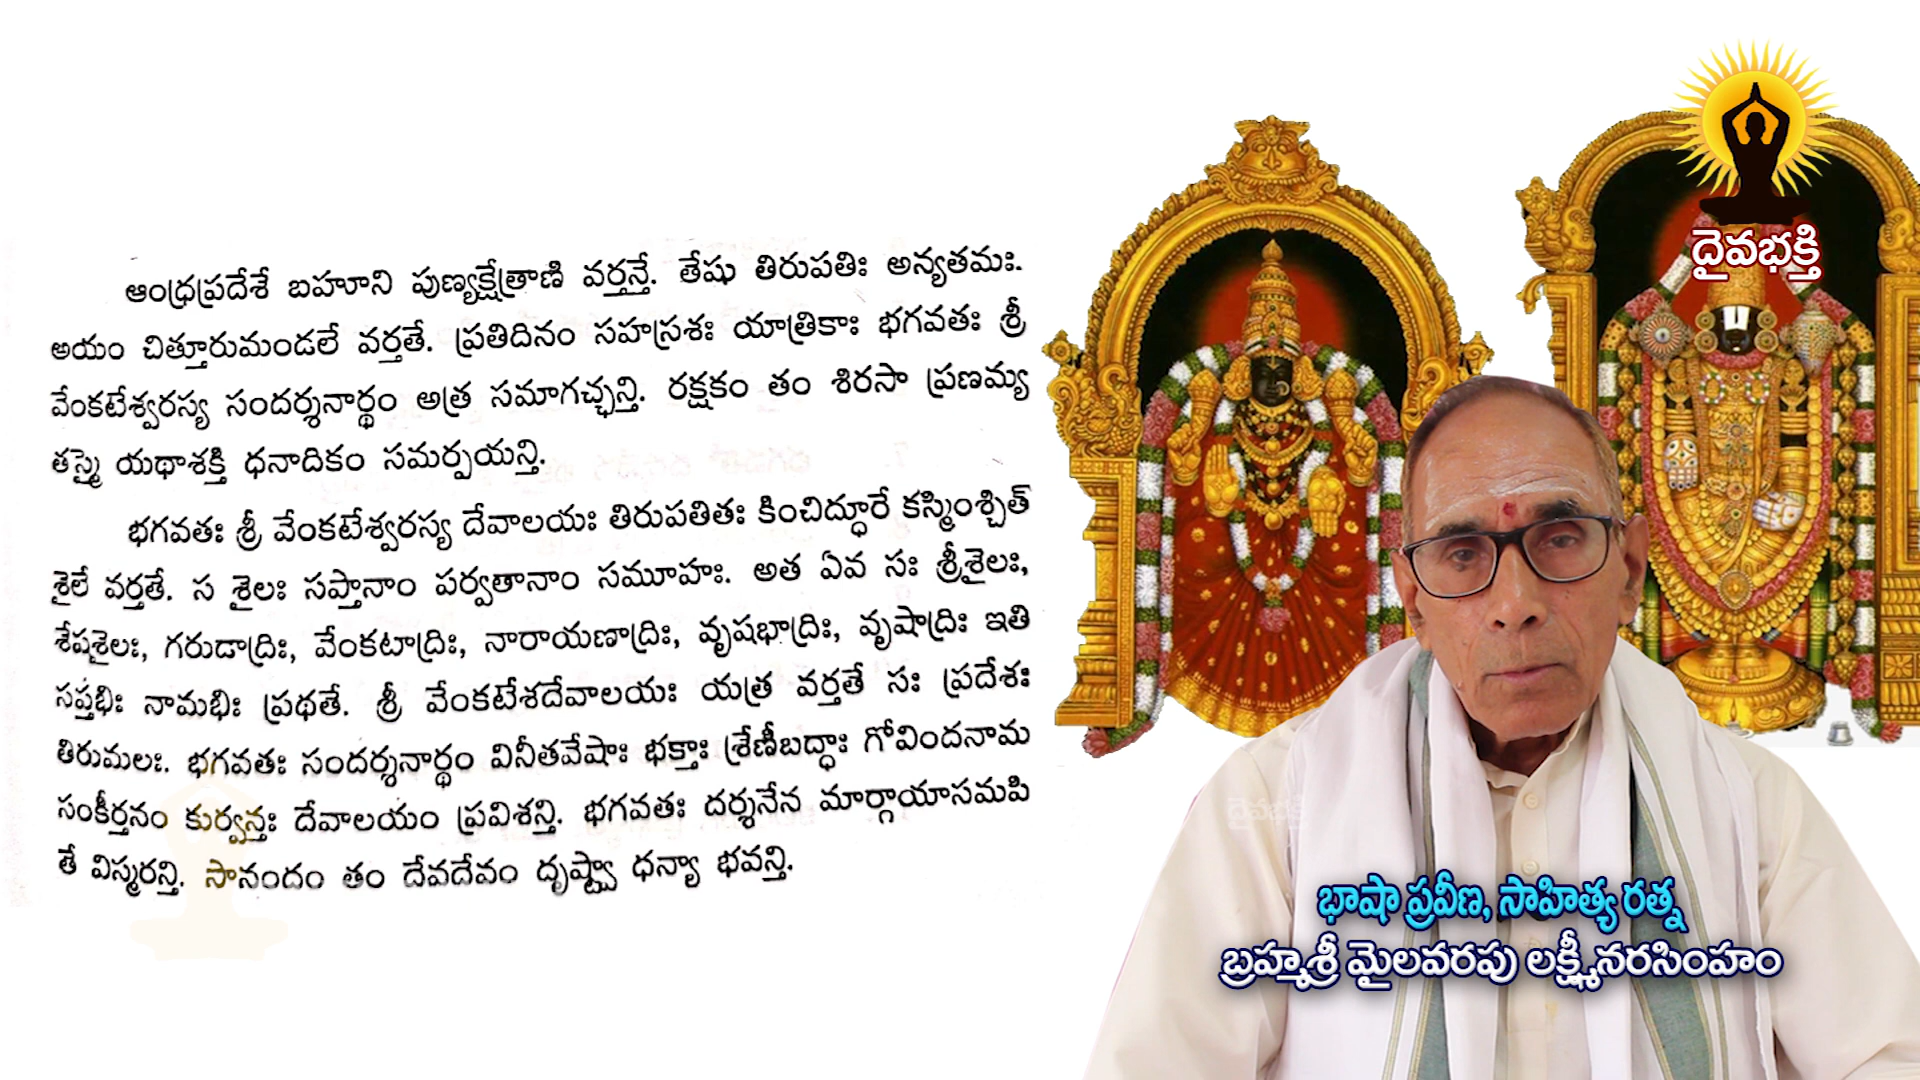 ఆంధ్రప్రదేశే బహూని పుణ్యక్షేత్రాణి వర్తన్తే. తేషు తిరుపతిః అన్యతమః.
అయం చిత్తూరుమండలే వర్తతే. ప్రతిదినం సహస్రశః యాత్రికాః భగవతః శ్రీ
వేంకటేశ్వరస్య సందర్శనార్థం అత్ర సమాగచ్ఛన్తి. రక్షకం తం శిరసా ప్రణమ్య
తస్మై యథాశక్తి ధనాదికం సమర్పయన్తి.
భగవతః శ్రీ వేంకటేశ్వరస్య దేవాలయః తిరుపతితః కించిద్ధూరే కస్మింశ్చిత్
శైలే వర్తతే. స శైలః సప్తానాం పర్వతానాం సమూహః. అత ఏవ సః శ్రీశైలః,
శేషశైలః, గరుడాద్రిః, వేంకటాద్రిః, నారాయణాద్రిః, వృషభాద్రిః, వృషాద్రిః ఇతి
సప్తభిః నామభిః ప్రథతే. శ్రీ వేంకటేశదేవాలయః యత్ర వర్తతే సః ప్రదేశః
తిరుమలః. భగవతః సందర్శనార్థం వినీతవేషాః భక్తాః శ్రేణీబద్ధాః గోవిందనామ
సంకీర్తనం కుర్వన్తః దేవాలయం ప్రవిశన్తి. భగవతః దర్శనేన మార్గాయాసమపి
తే విస్మరన్తి. సానందం తం దేవదేవం దృష్ట్వా ధన్యా భవన్తి.
దైవభక్తి
దైవభక్తి
భాషా ప్రవీణ, సాహిత్య రత్న
బ్రహ్మశ్రీ మైలవరపు లక్ష్మీనరసింహం